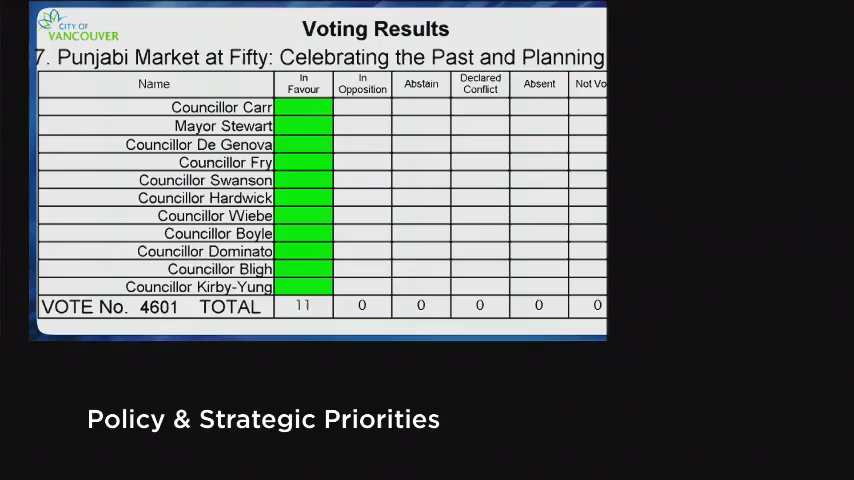 CITY OF
VANCOUVER
Voting Results
7. Punjabi Market at Fifty: Celebrating the Past and Planning
Name In Favour In Opposition Abstain Declared Conflict Absent Not Vo
Councillor Carr
Mayor Stewart
Councillor De Genova
Councillor Fry
Councillor Swanson
Councillor Hardwick
Councillor Wiebe
Councillor Boyle
Councillor Dominato
Councillor Bligh
Councillor Kirby-Yung
VOTE No. 4601 TOTAL 11 0 0 0 0 0
Policy & Strategic Priorities